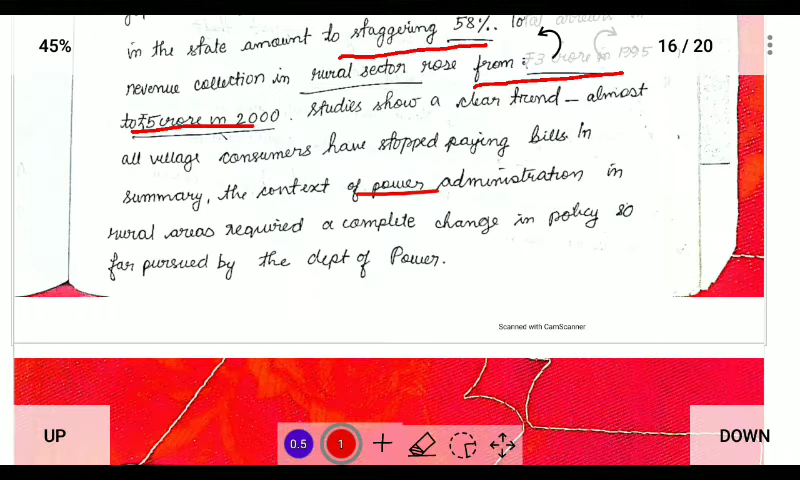 45%
16 / 20
in the state amount to staggering 58%. Total arrears in
revenue collection in rural sector rose from ₹3 crore in 1995
to ₹5 crore in 2000. Studies show a clear trend - almost
all village consumers have stopped paying bills. In
summary, the context of power administration in
rural areas required a complete change in policy so
far pursued by the dept of Power.
Scanned with CamScanner
UP
0.5
1
DOWN